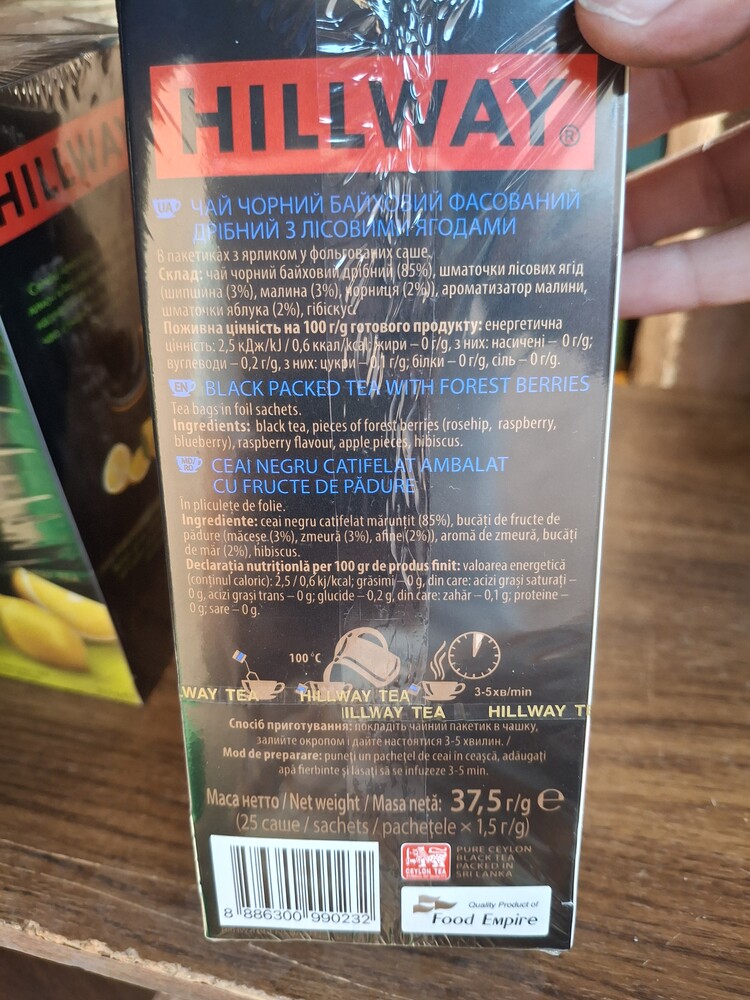 HILLWAY®
HILLWAY
UA ЧАЙ ЧОРНИЙ БАЙХОВИЙ ФАСОВАНИЙ
ДРІБНИЙ З ЛІСОВИМИ ЯГОДАМИ
В пакетиках з ярликом у фольгованих саше.
Склад: чай чорний байховий дрібний (85%), шматочки лісових ягід
(шипшина (3%), малина (3%), чорниця (2%)), ароматизатор малини,
шматочки яблука (2%), гібіскус.
Поживна цінність на 100 г/g готового продукту: енергетична
цінність: 2,5 кДж/kJ / 0,6 ккал/kcal; жири – 0 г/g, з них: насичені – 0 г/g;
вуглеводи – 0,2 г/g, з них: цукри – 0,1 г/g; білки – 0 г/g, сіль – 0 г/g.
EN BLACK PACKED TEA WITH FOREST BERRIES
Tea bags in foil sachets.
Ingredients: black tea, pieces of forest berries (rosehip, raspberry,
blueberry), raspberry flavour, apple pieces, hibiscus.
MD/RO CEAI NEGRU CATIFELAT AMBALAT
CU FRUCTE DE PĂDURE
În pliculețe de folie.
Ingrediente: ceai negru catifelat mărunțit (85%), bucăți de fructe de
pădure (măceșe (3%), zmeură (3%), afine (2%)), aromă de zmeură, bucăți
de măr (2%), hibiscus.
Declarația nutriționlă per 100 gr de produs finit: valoarea energetică
(conținul caloric): 2,5 / 0,6 kj/kcal; grăsimi – 0 g, din care: acizi grași saturați –
0 g, acizi grași trans – 0 g; glucide – 0,2 g, din care: zahăr – 0,1 g; proteine –
0 g; sare – 0 g.
100 °C
3-5 хв/min
WAY TEA HILLWAY TEA
ILLWAY TEA HILLWAY T
Спосіб приготування: покладіть чайний пакетик в чашку,
залийте окропом і дайте настоятися 3-5 хвилин. /
Mod de preparare: puneți un pachețel de ceai în ceașcă, adăugați
apă fierbinte și lăsați să se infuzeze 3-5 min.
Маса нетто / Net weight / Masa netă: 37,5 г/g ℮
(25 саше / sachets / pachețele × 1,5 г/g)
CEYLON TEA
PURE CEYLON
BLACK TEA
PACKED IN
SRI LANKA
8 886300 990232
Quality Product of
Food Empire